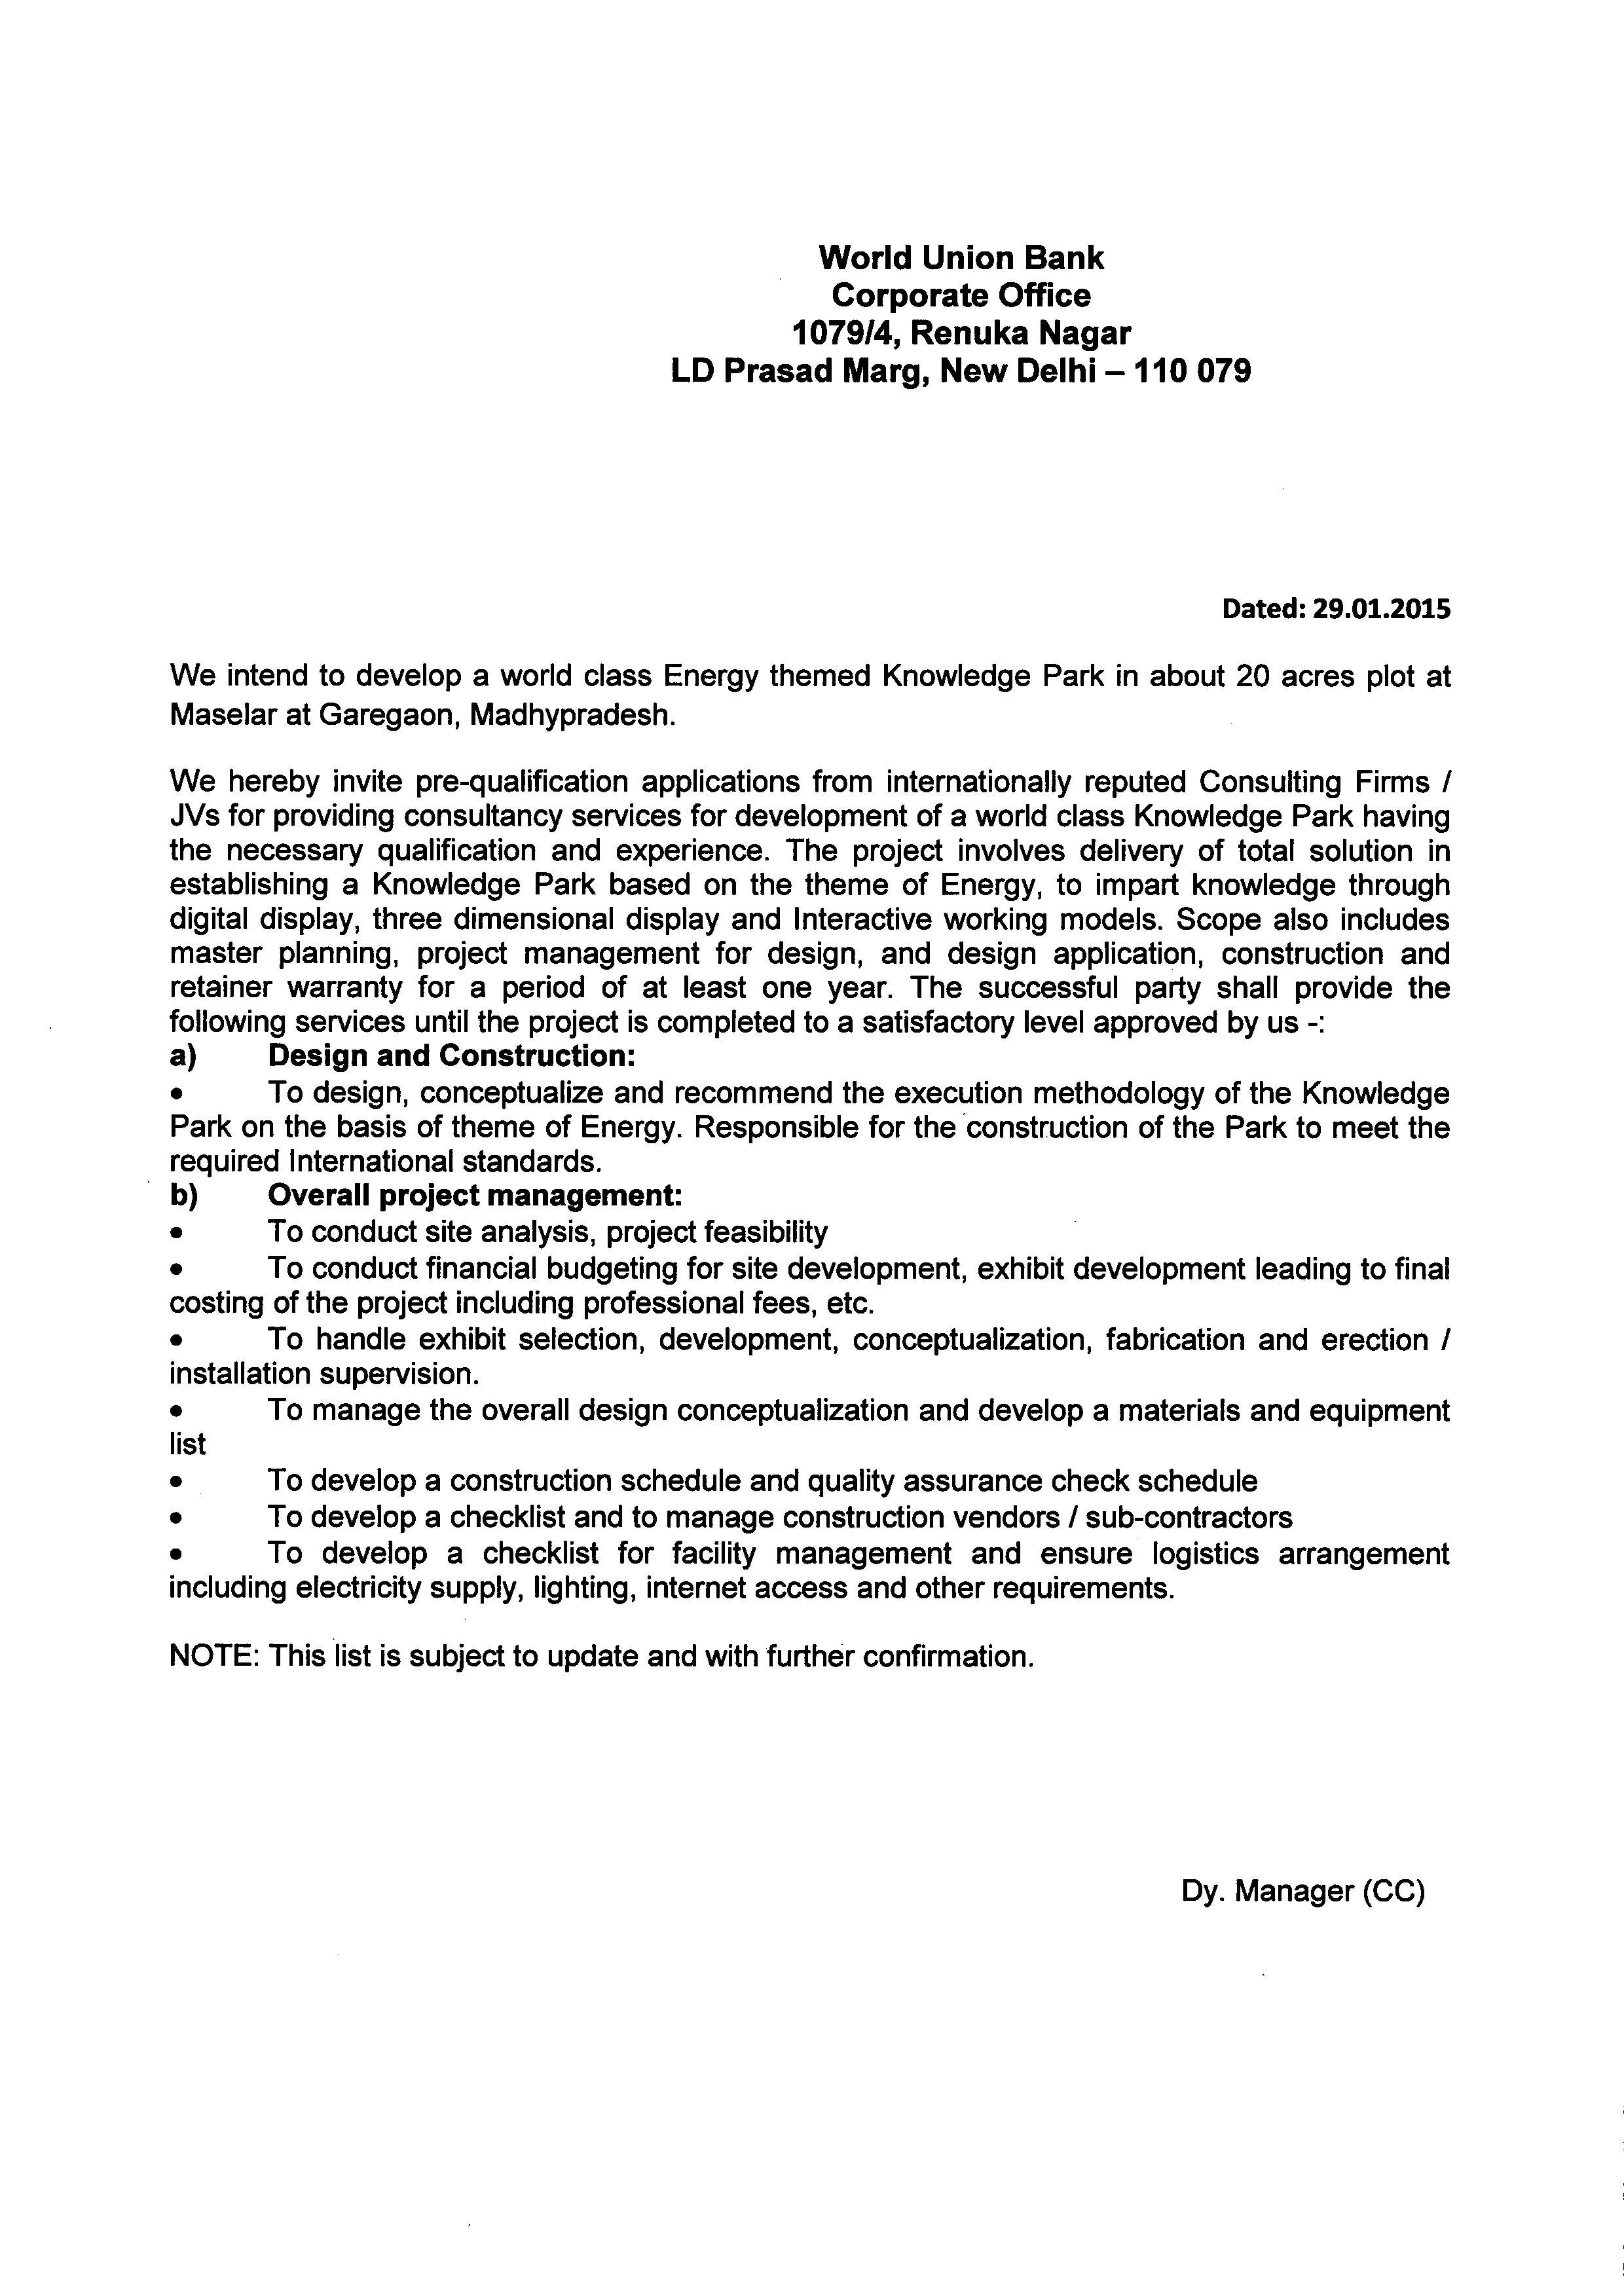 World Union Bank
Corporate Office
1079/4, Renuka Nagar
LD Prasad Marg, New Delhi – 110 079
Dated: 29.01.2015
We intend to develop a world class Energy themed Knowledge Park in about 20 acres plot at
Maselar at Garegaon, Madhypradesh.
We hereby invite pre-qualification applications from internationally reputed Consulting Firms /
JVs for providing consultancy services for development of a world class Knowledge Park having
the necessary qualification and experience. The project involves delivery of total solution in
establishing a Knowledge Park based on the theme of Energy, to impart knowledge through
digital display, three dimensional display and Interactive working models. Scope also includes
master planning, project management for design, and design application, construction and
retainer warranty for a period of at least one year. The successful party shall provide the
following services until the project is completed to a satisfactory level approved by us -:
a) Design and Construction:
• To design, conceptualize and recommend the execution methodology of the Knowledge
Park on the basis of theme of Energy. Responsible for the construction of the Park to meet the
required International standards.
b) Overall project management:
• To conduct site analysis, project feasibility
• To conduct financial budgeting for site development, exhibit development leading to final
costing of the project including professional fees, etc.
• To handle exhibit selection, development, conceptualization, fabrication and erection /
installation supervision.
• To manage the overall design conceptualization and develop a materials and equipment
list
• To develop a construction schedule and quality assurance check schedule
• To develop a checklist and to manage construction vendors / sub-contractors
• To develop a checklist for facility management and ensure logistics arrangement
including electricity supply, lighting, internet access and other requirements.
NOTE: This list is subject to update and with further confirmation.
Dy. Manager (CC)